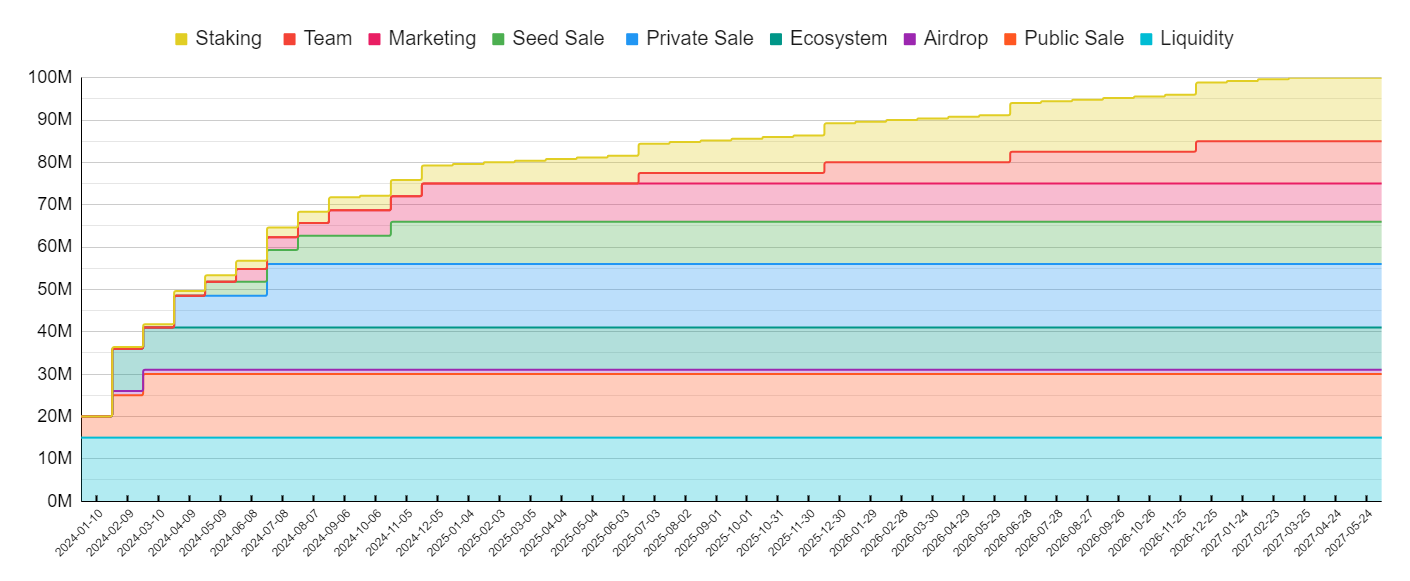 Staking Team Marketing Seed Sale Private Sale Ecosystem Airdrop Public Sale Liquidity
100M
90M
80M
70M
60M
50M
40M
30M
20M
10M
0M
2024-01-10 2024-02-09 2024-03-10 2024-04-09 2024-05-09 2024-06-08 2024-07-08 2024-08-07 2024-09-06 2024-10-06 2024-11-05 2024-12-05 2025-01-04 2025-02-03 2025-03-05 2025-04-04 2025-05-04 2025-06-03 2025-07-03 2025-08-02 2025-09-01 2025-10-01 2025-10-31 2025-11-30 2025-12-30 2026-01-29 2026-02-28 2026-03-30 2026-04-29 2026-05-29 2026-06-28 2026-07-28 2026-08-27 2026-09-26 2026-10-26 2026-11-25 2026-12-25 2027-01-24 2027-02-23 2027-03-25 2027-04-24 2027-05-24